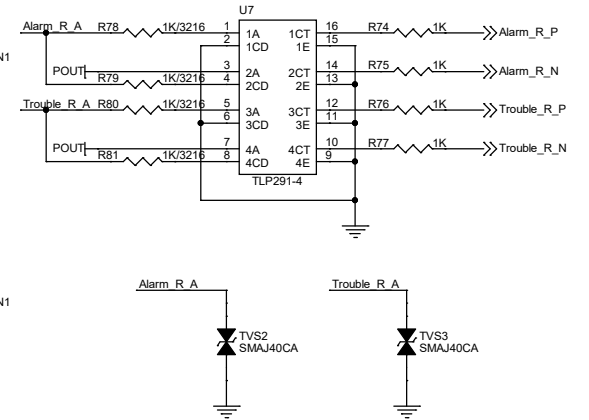 U7
Alarm_R_A R78 1K/3216 1 1A 1CT 16 R74 1K Alarm_R_P
2 1CD 1E 15
N1
POUT 3 2A 2CT 14 R75 1K Alarm_R_N
R79 1K/3216 4 2CD 2E 13
Trouble_R_A R80 1K/3216 5 3A 3CT 12 R76 1K Trouble_R_P
6 3CD 3E 11
POUT 7 4A 4CT 10 R77 1K Trouble_R_N
R81 1K/3216 8 4CD 4E 9
TLP291-4
Alarm_R_A Trouble_R_A
N1
TVS2 TVS3
SMAJ40CA SMAJ40CA